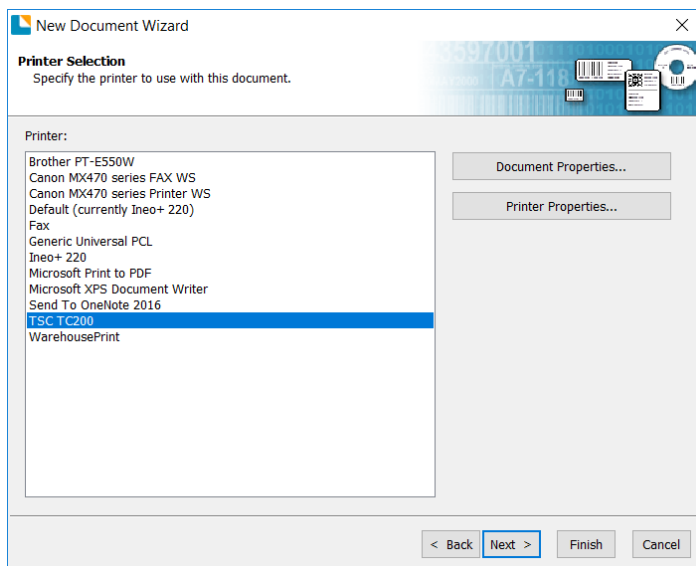 New Document Wizard
Printer Selection
Specify the printer to use with this document.
3597001
A7-118
Printer:
Brother PT-E550W
Canon MX470 series FAX WS
Canon MX470 series Printer WS
Default (currently Ineo+ 220)
Fax
Generic Universal PCL
Ineo+ 220
Microsoft Print to PDF
Microsoft XPS Document Writer
Send To OneNote 2016
TSC TC200
WarehousePrint
Document Properties...
Printer Properties...
< Back
Next >
Finish
Cancel